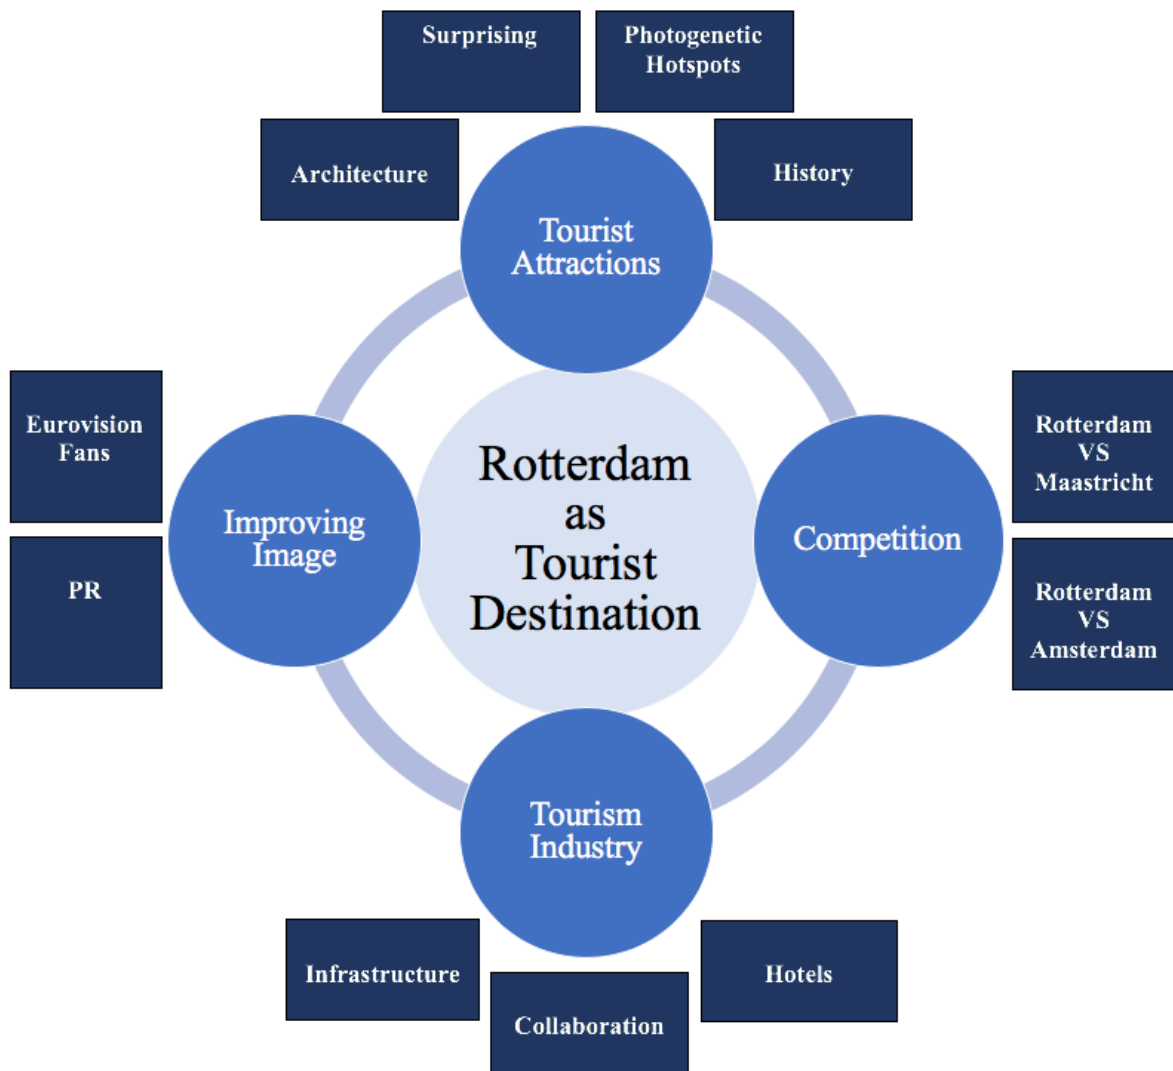 Surprising
Photogenetic
Hotspots
Architecture
History
Tourist
Attractions
Eurovision
Fans
PR
Improving
Image
Rotterdam
as
Tourist
Destination
Competition
Rotterdam
VS
Maastricht
Rotterdam
VS
Amsterdam
Tourism
Industry
Infrastructure
Collaboration
Hotels